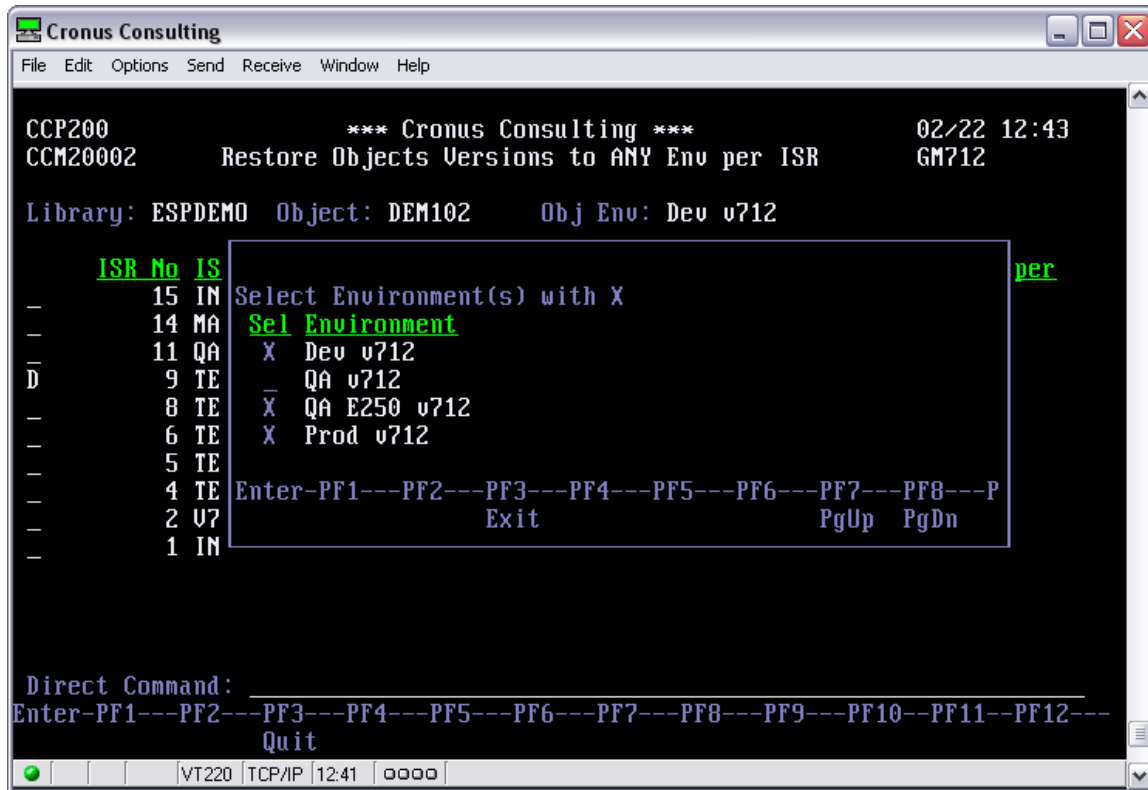 Cronus Consulting
File Edit Options Send Receive Window Help
CCP200 *** Cronus Consulting *** 02/22 12:43
CCM20002 Restore Objects Versions to ANY Env per ISR GM712
Library: ESPDEMO Object: DEM102 Obj Env: Dev v712
ISR No IS per
_ 15 IN Select Environment(s) with X
_ 14 MA Sel Environment
_ 11 QA X Dev v712
D 9 TE _ QA v712
_ 8 TE X QA E250 v712
_ 6 TE X Prod v712
_ 5 TE
_ 4 TE Enter-PF1---PF2---PF3---PF4---PF5---PF6---PF7---PF8---P
_ 2 V7 Exit PgUp PgDn
_ 1 IN
Direct Command: _
Enter-PF1---PF2---PF3---PF4---PF5---PF6---PF7---PF8---PF9---PF10--PF11--PF12---
Quit
VT220 TCP/IP 12:41 oooo